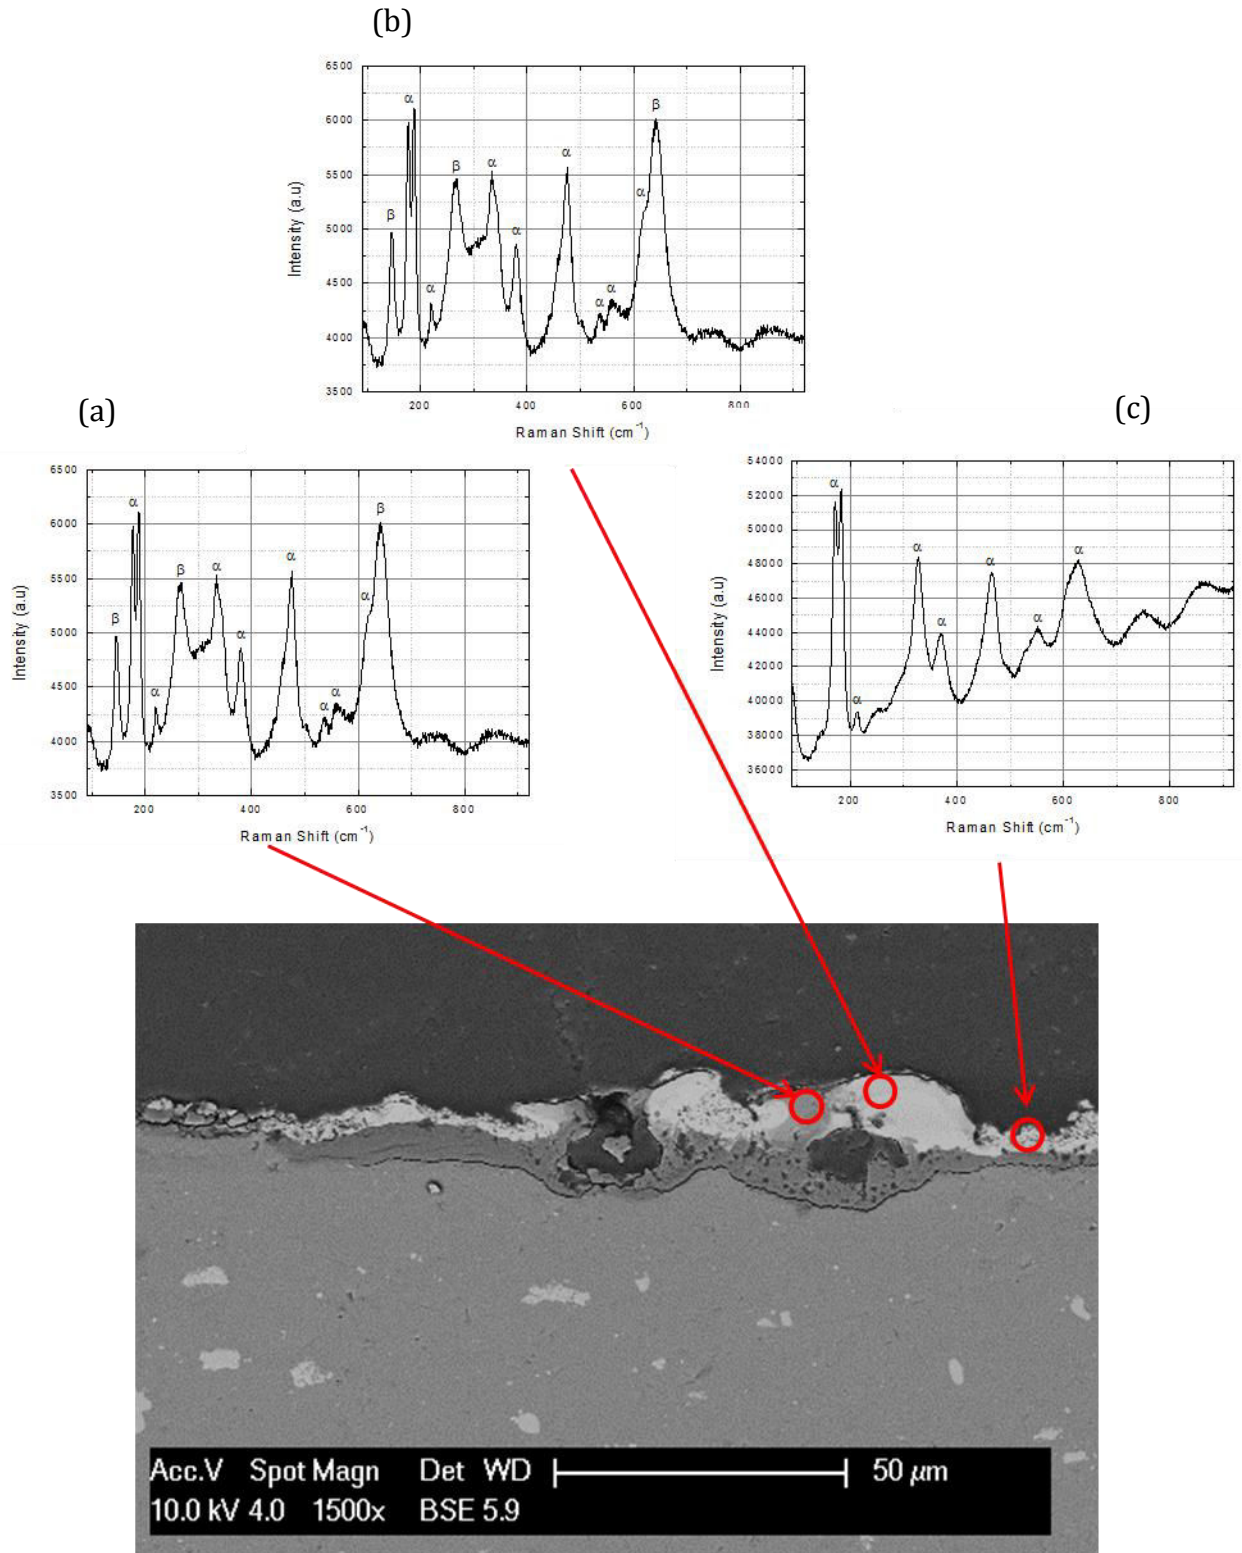 (b)
6500
6000
5500
5000
4500
4000
3500
Intensity (a.u)
β
α
α
β
α
α
α
α
α
α
β
200
400
600
800
Raman Shift (cm⁻¹)
(a)
6500
6000
5500
5000
4500
4000
3500
Intensity (a.u)
β
α
α
β
α
α
α
α
α
α
β
200
400
600
800
Raman Shift (cm⁻¹)
(c)
54000
52000
50000
48000
46000
44000
42000
40000
38000
36000
Intensity (a.u)
α
α
α
α
α
α
α
200
400
600
800
Raman Shift (cm⁻¹)
Acc.V Spot Magn Det WD 50 µm
10.0 kV 4.0 1500x BSE 5.9